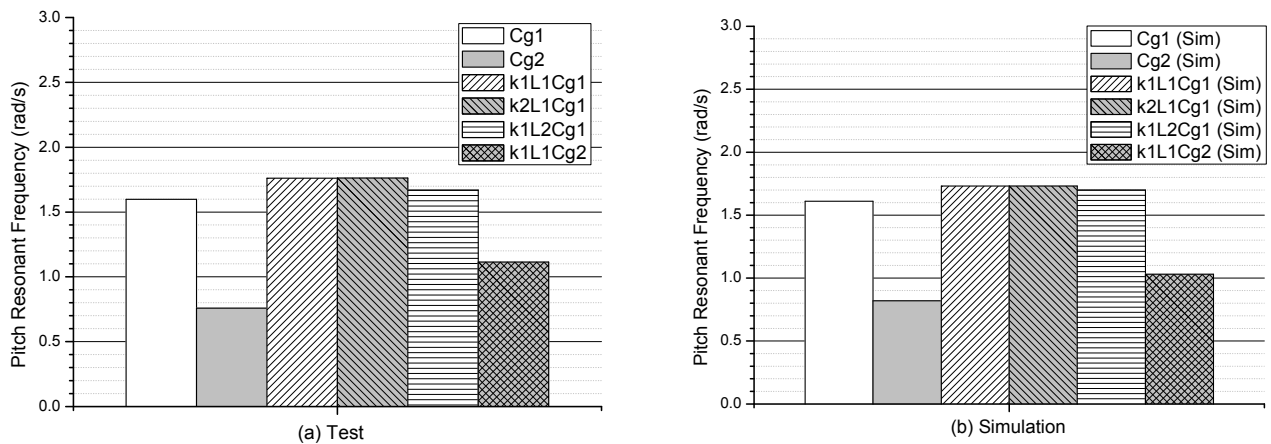 3.0
2.5
2.0
1.5
1.0
0.5
0.0
Pitch Resonant Frequency (rad/s)
Cg1
Cg2
k1L1Cg1
k2L1Cg1
k1L2Cg1
k1L1Cg2
(a) Test
3.0
2.5
2.0
1.5
1.0
0.5
0.0
Pitch Resonant Frequency (rad/s)
Cg1 (Sim)
Cg2 (Sim)
k1L1Cg1 (Sim)
k2L1Cg1 (Sim)
k1L2Cg1 (Sim)
k1L1Cg2 (Sim)
(b) Simulation